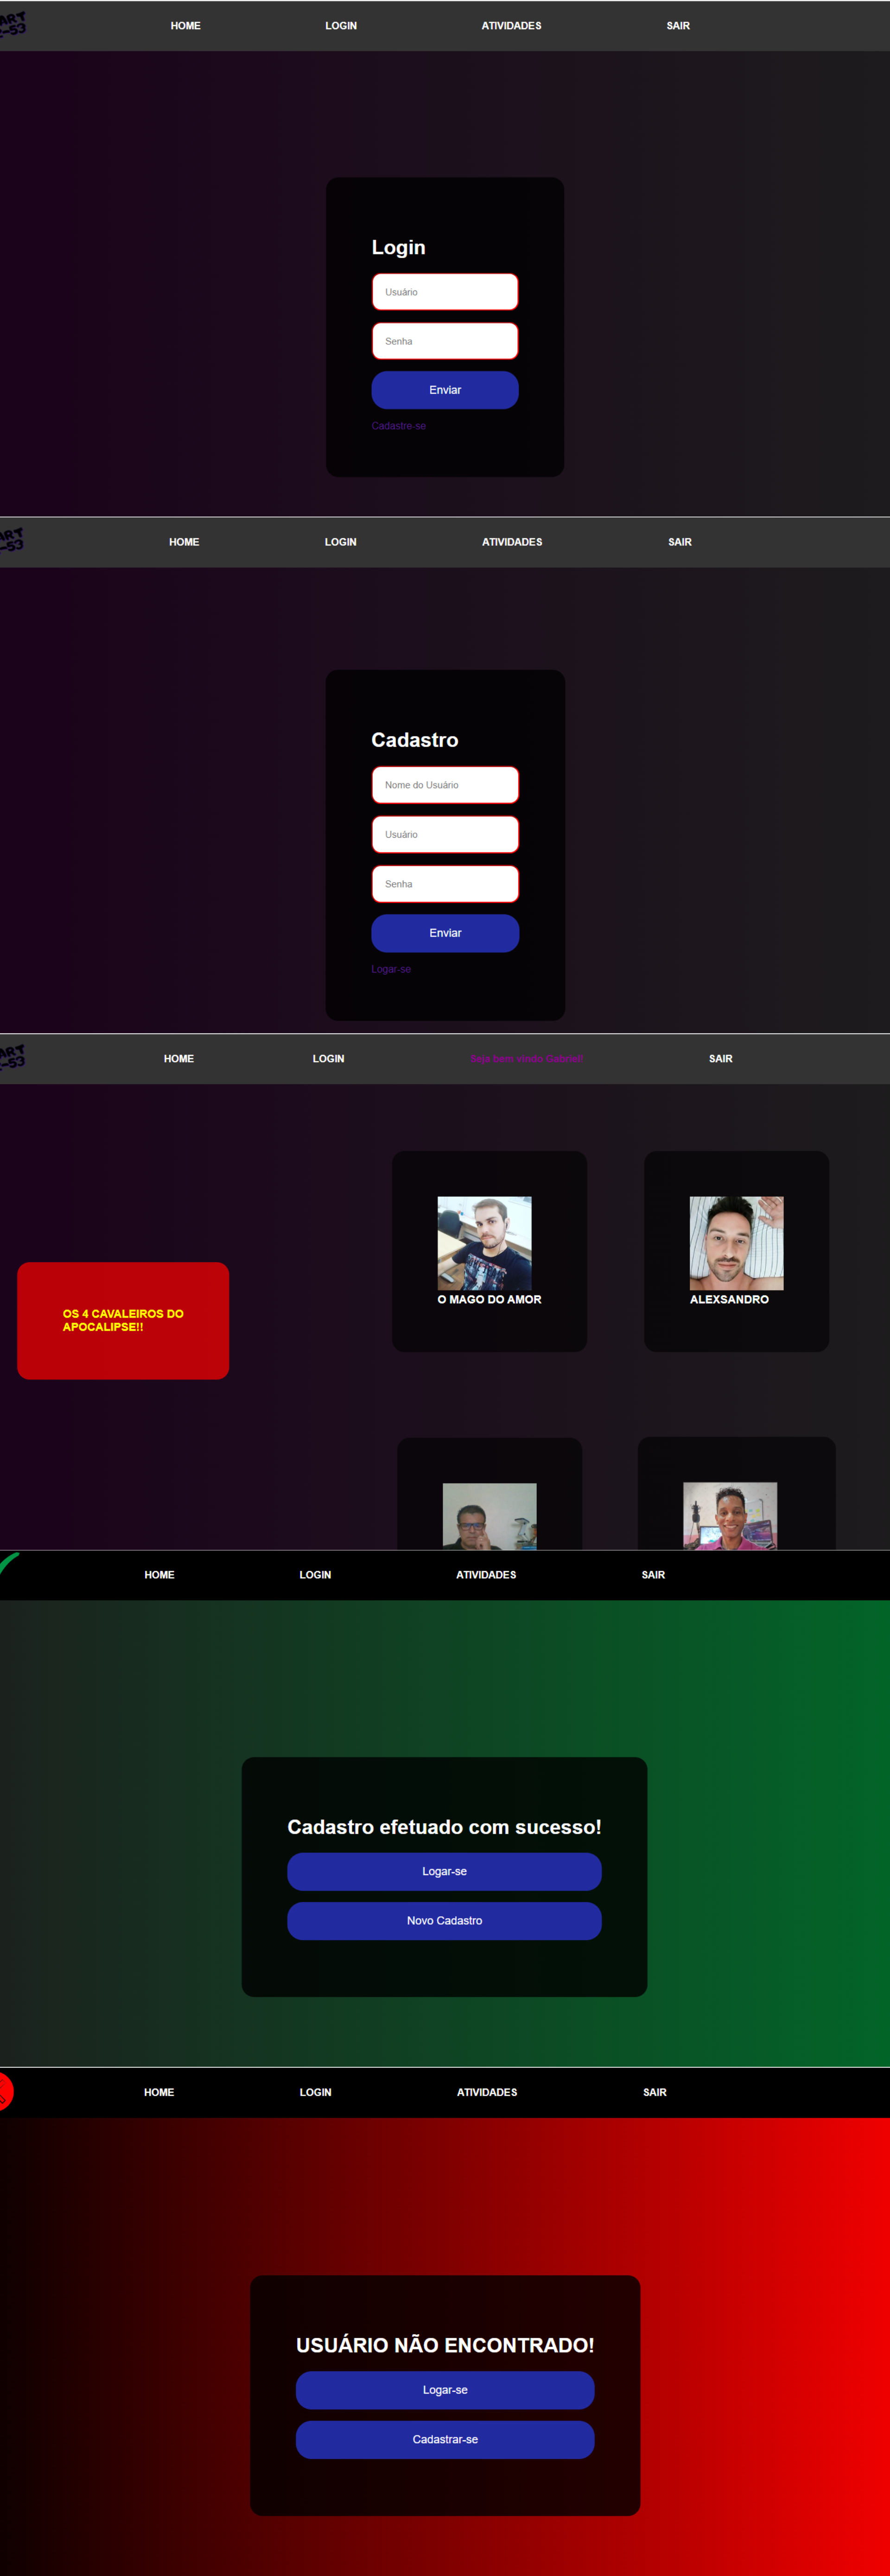 ART
-53
HOME
LOGIN
ATIVIDADES
SAIR
Login
Usuário
Senha
Enviar
Cadastre-se
ART
-53
HOME
LOGIN
ATIVIDADES
SAIR
Cadastro
Nome do Usuário
Usuário
Senha
Enviar
Logar-se
ART
-53
HOME
LOGIN
Seja bem vindo Gabriel!
SAIR
OS 4 CAVALEIROS DO
APOCALIPSE!!
O MAGO DO AMOR
ALEXSANDRO
HOME
LOGIN
ATIVIDADES
SAIR
Cadastro efetuado com sucesso!
Logar-se
Novo Cadastro
HOME
LOGIN
ATIVIDADES
SAIR
USUÁRIO NÃO ENCONTRADO!
Logar-se
Cadastrar-se